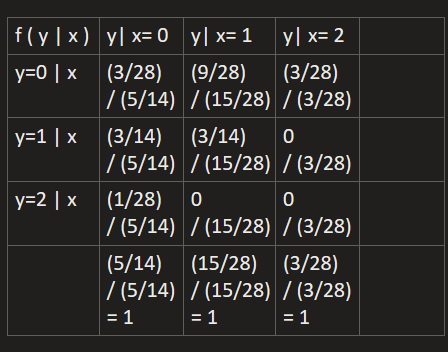 f ( y | x ) y| x= 0 y| x= 1 y| x= 2
y=0 | x (3/28) (9/28) (3/28)
/ (5/14) / (15/28) / (3/28)
y=1 | x (3/14) (3/14) 0
/ (5/14) / (15/28) / (3/28)
y=2 | x (1/28) 0 0
/ (5/14) / (15/28) / (3/28)
(5/14) (15/28) (3/28)
/ (5/14) / (15/28) / (3/28)
= 1 = 1 = 1